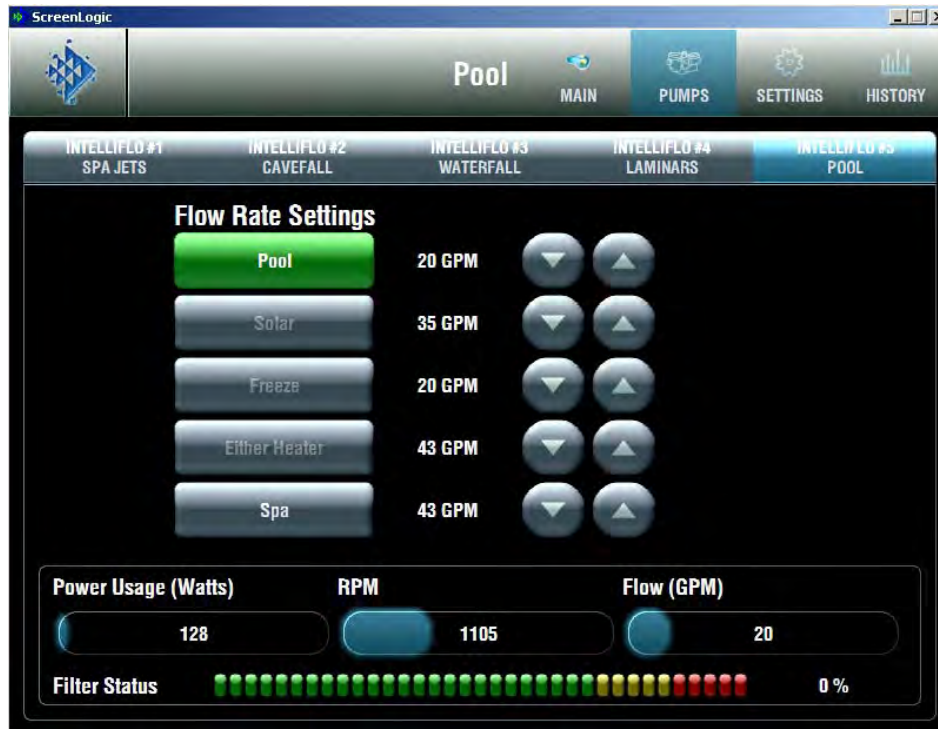 ScreenLogic
Pool
MAIN
PUMPS
SETTINGS
HISTORY
INTELLIFLO #1
SPA JETS
INTELLIFLO #2
CAVEFALL
INTELLIFLO #3
WATERFALL
INTELLIFLO #4
LAMINARS
INTELLIFLO #5
POOL
Flow Rate Settings
Pool 20 GPM
Solar 35 GPM
Freeze 20 GPM
Either Heater 43 GPM
Spa 43 GPM
Power Usage (Watts) RPM Flow (GPM)
128 1105 20
Filter Status 0 %